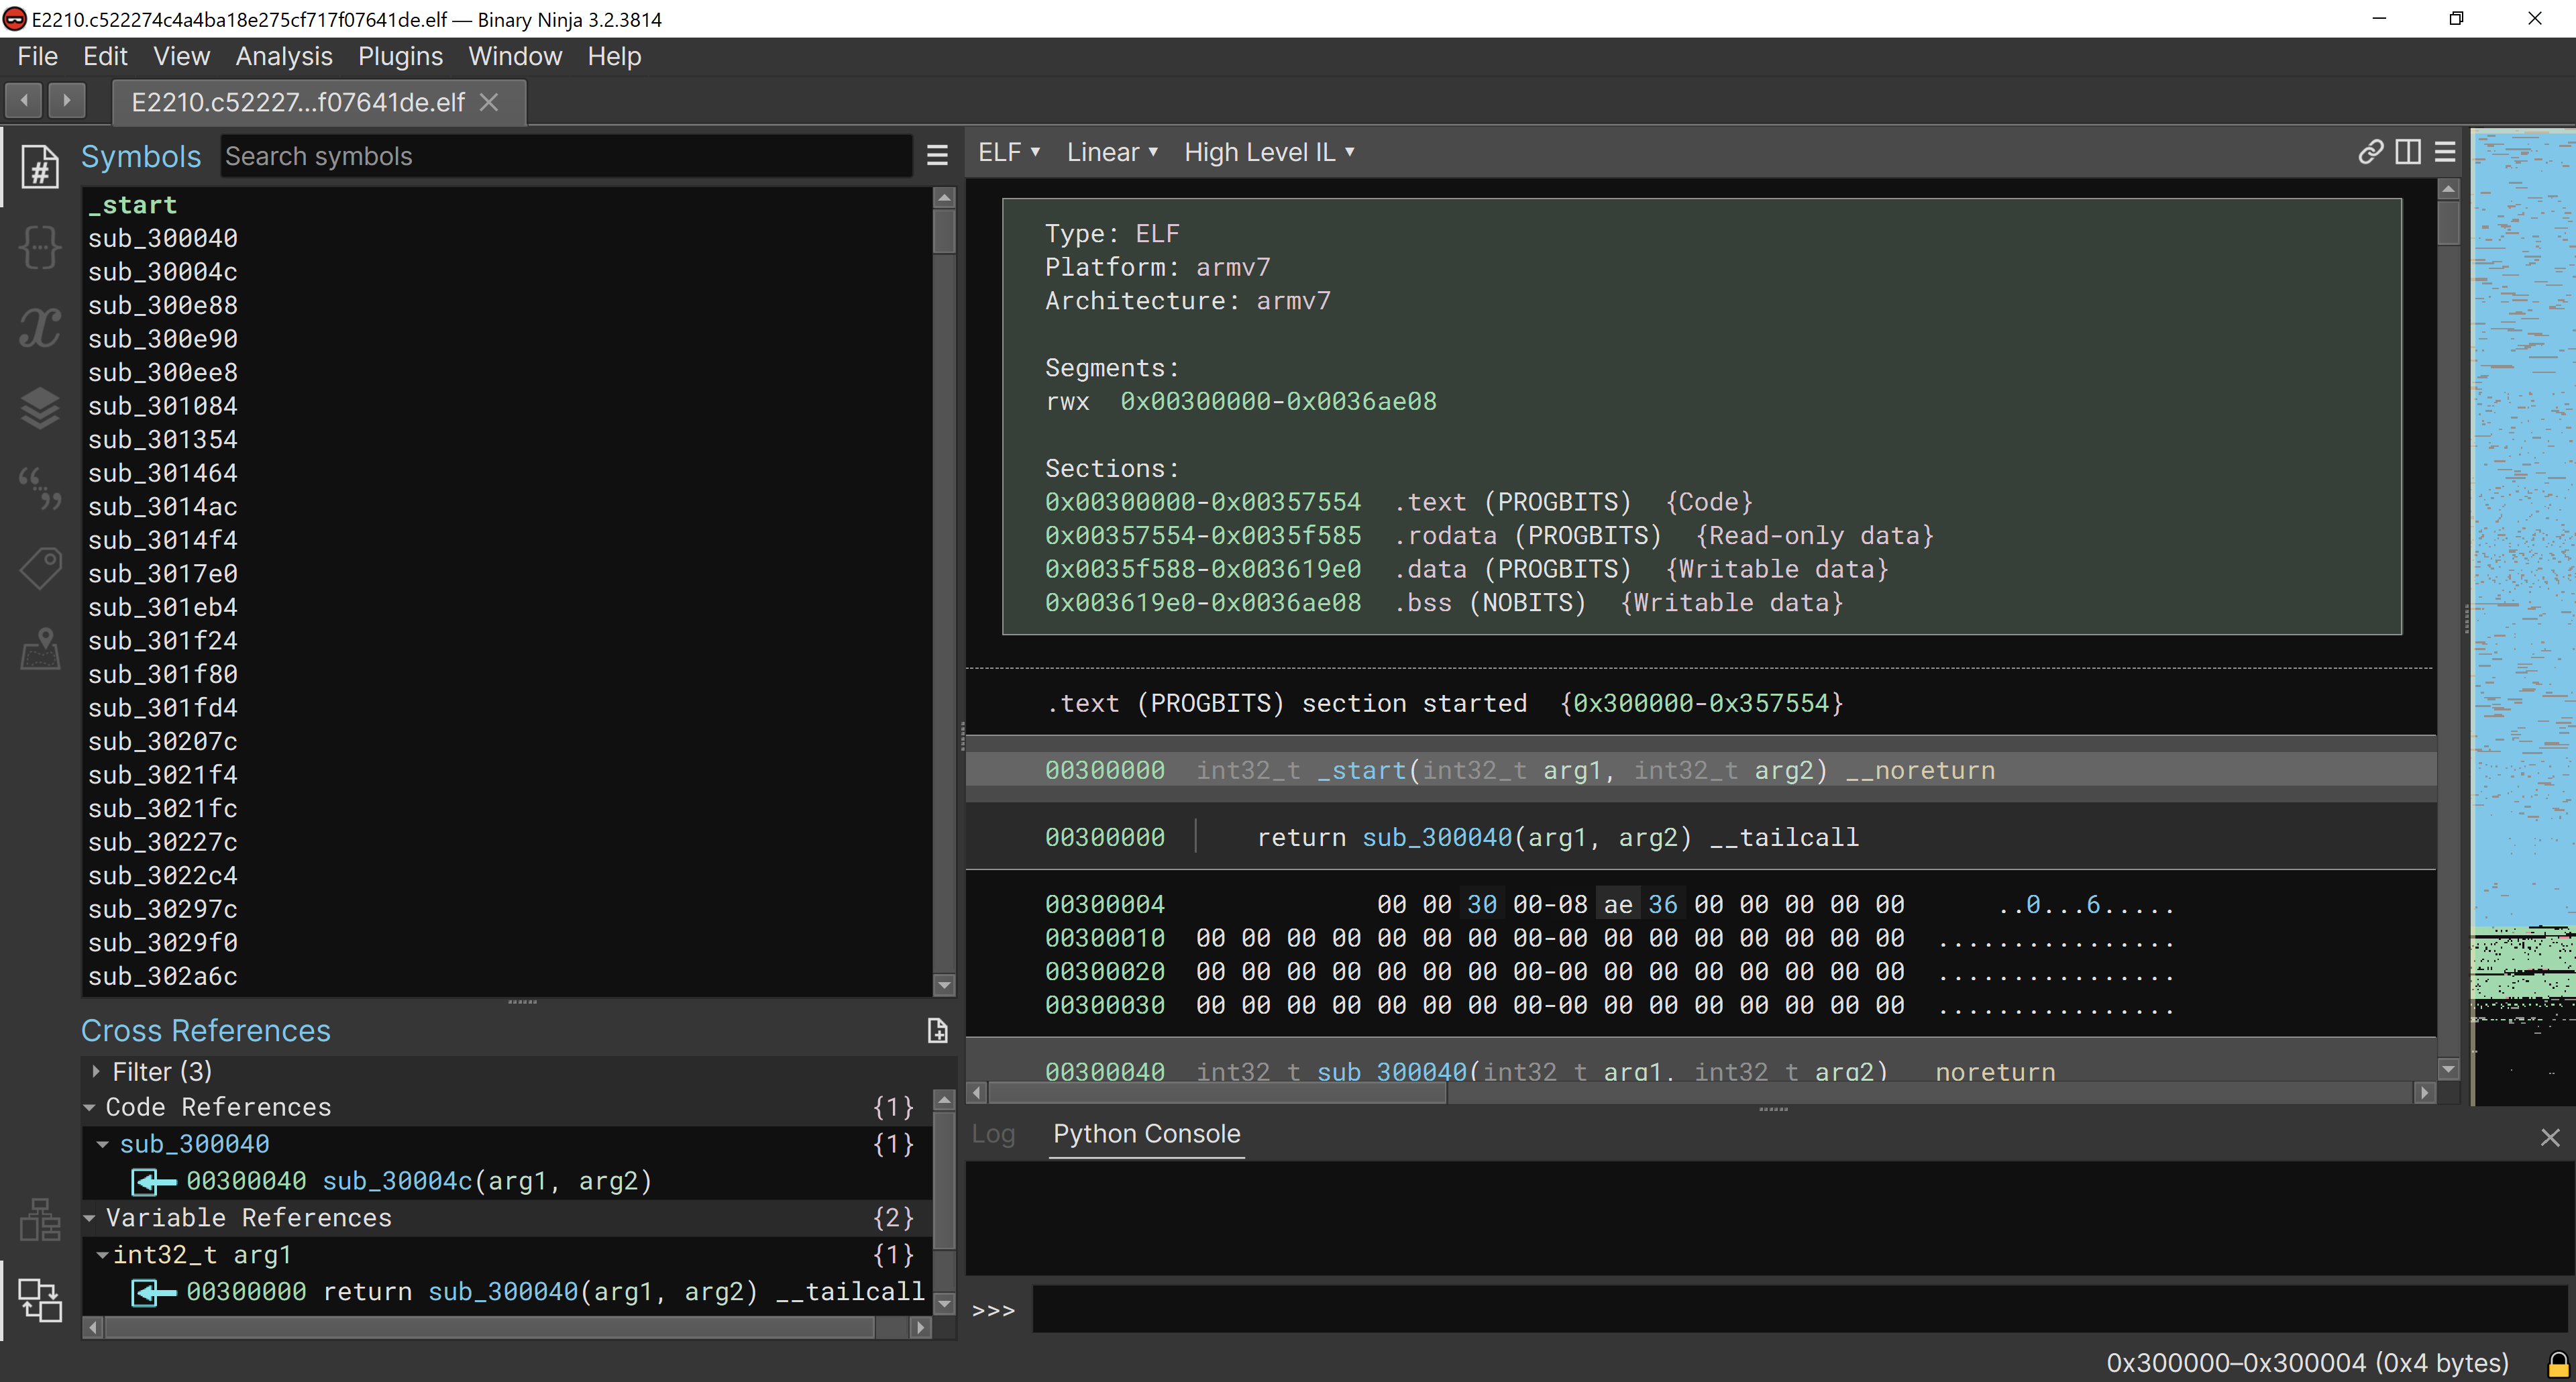 E2210.c522274c4a4ba18e275cf717f07641de.elf — Binary Ninja 3.2.3814
File Edit View Analysis Plugins Window Help
E2210.c52227...f07641de.elf
Symbols Search symbols
_start
sub_300040
sub_30004c
sub_300e88
sub_300e90
sub_300ee8
sub_301084
sub_301354
sub_301464
sub_3014ac
sub_3014f4
sub_3017e0
sub_301eb4
sub_301f24
sub_301f80
sub_301fd4
sub_30207c
sub_3021f4
sub_3021fc
sub_30227c
sub_3022c4
sub_30297c
sub_3029f0
sub_302a6c
Cross References
Filter (3)
Code References {1}
sub_300040 {1}
00300040 sub_30004c(arg1, arg2)
Variable References {2}
int32_t arg1 {1}
00300000 return sub_300040(arg1, arg2) __tailcall
ELF Linear High Level IL
Type: ELF
Platform: armv7
Architecture: armv7
Segments:
rwx 0x00300000-0x0036ae08
Sections:
0x00300000-0x00357554 .text (PROGBITS) {Code}
0x00357554-0x0035f585 .rodata (PROGBITS) {Read-only data}
0x0035f588-0x003619e0 .data (PROGBITS) {Writable data}
0x003619e0-0x0036ae08 .bss (NOBITS) {Writable data}
.text (PROGBITS) section started {0x300000-0x357554}
00300000 int32_t _start(int32_t arg1, int32_t arg2) __noreturn
00300000 return sub_300040(arg1, arg2) __tailcall
00300004 00 00 30 00-08 ae 36 00 00 00 00 00 ..0...6.....
00300010 00 00 00 00 00 00 00 00-00 00 00 00 00 00 00 00 ................
00300020 00 00 00 00 00 00 00 00-00 00 00 00 00 00 00 00 ................
00300030 00 00 00 00 00 00 00 00-00 00 00 00 00 00 00 00 ................
00300040 int32_t sub_300040(int32_t arg1, int32_t arg2) __noreturn
Log Python Console
>>>
0x300000–0x300004 (0x4 bytes)